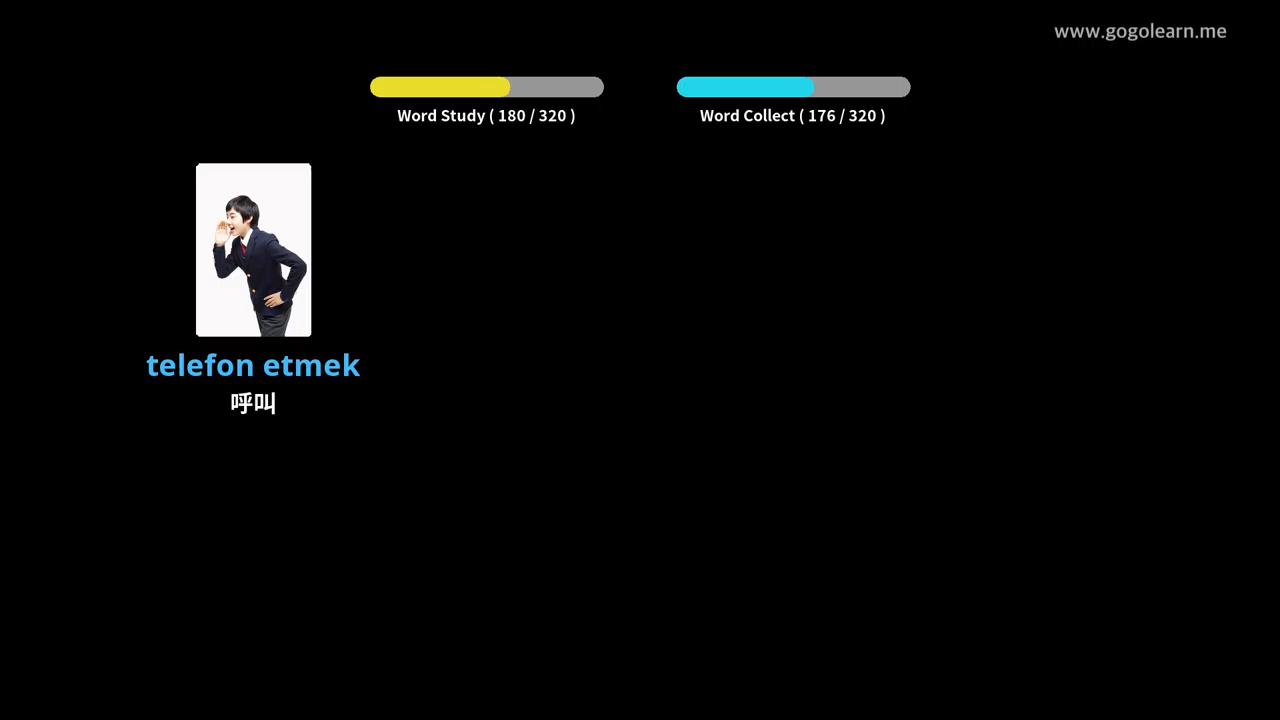 www.gogolearn.me
Word Study ( 180 / 320 )
Word Collect ( 176 / 320 )
telefon etmek
呼叫